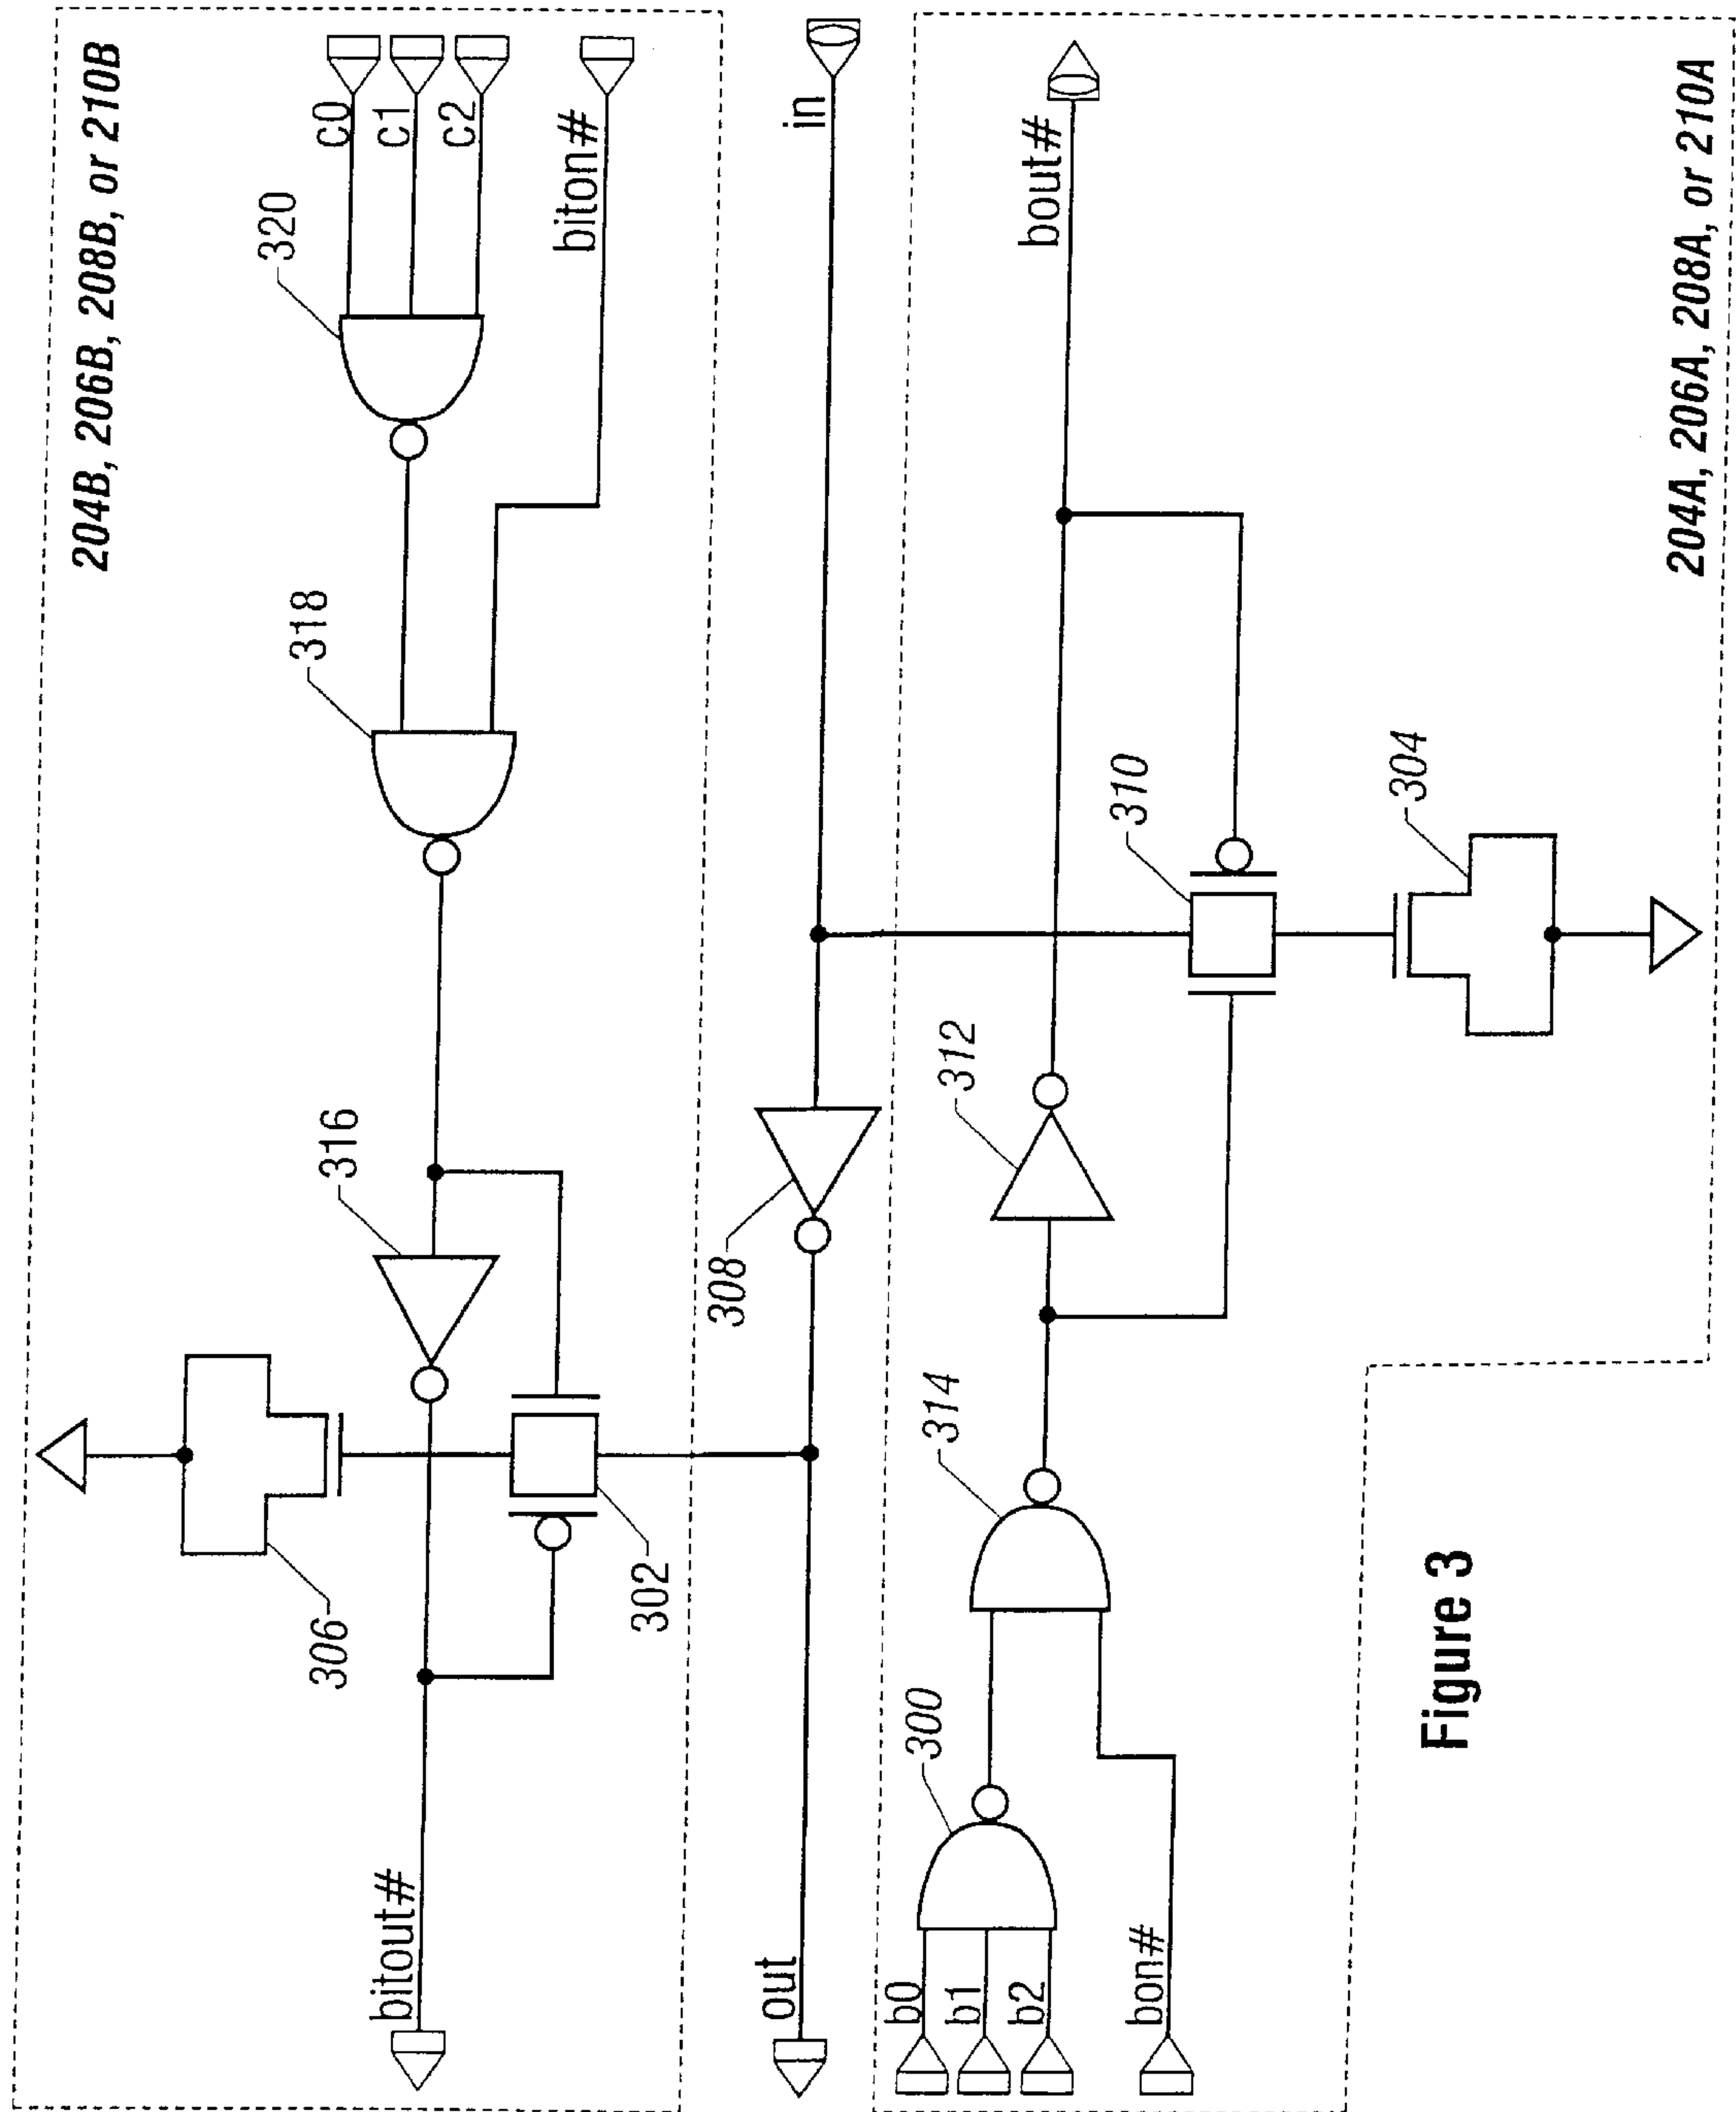 204B, 206B, 208B, or 210B
c0
c1
c2
biton#
320
318
316
306
302
bitout#
in
308
out
bout#
310
304
312
314
300
b0
b1
b2
bon#
204A, 206A, 208A, or 210A
Figure 3